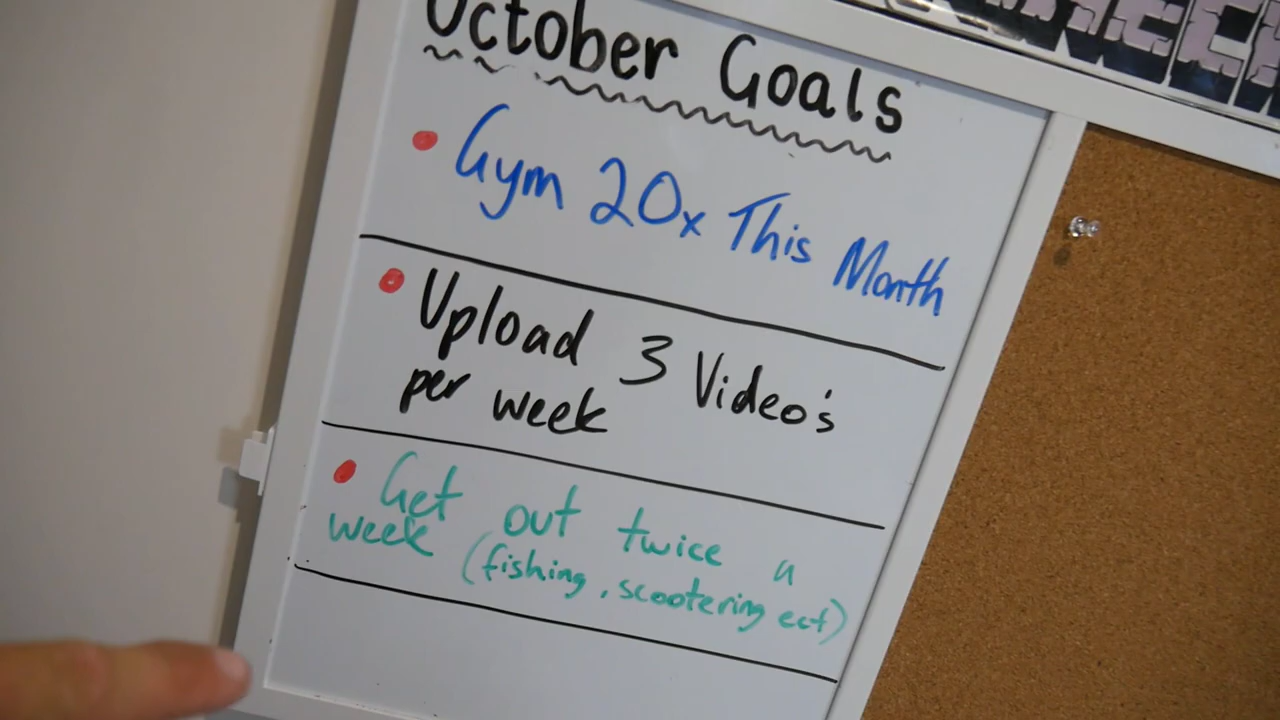 October Goals
Gym 20x This Month
Upload 3 Video's
per week
Get out twice a
week (fishing, scootering ect)